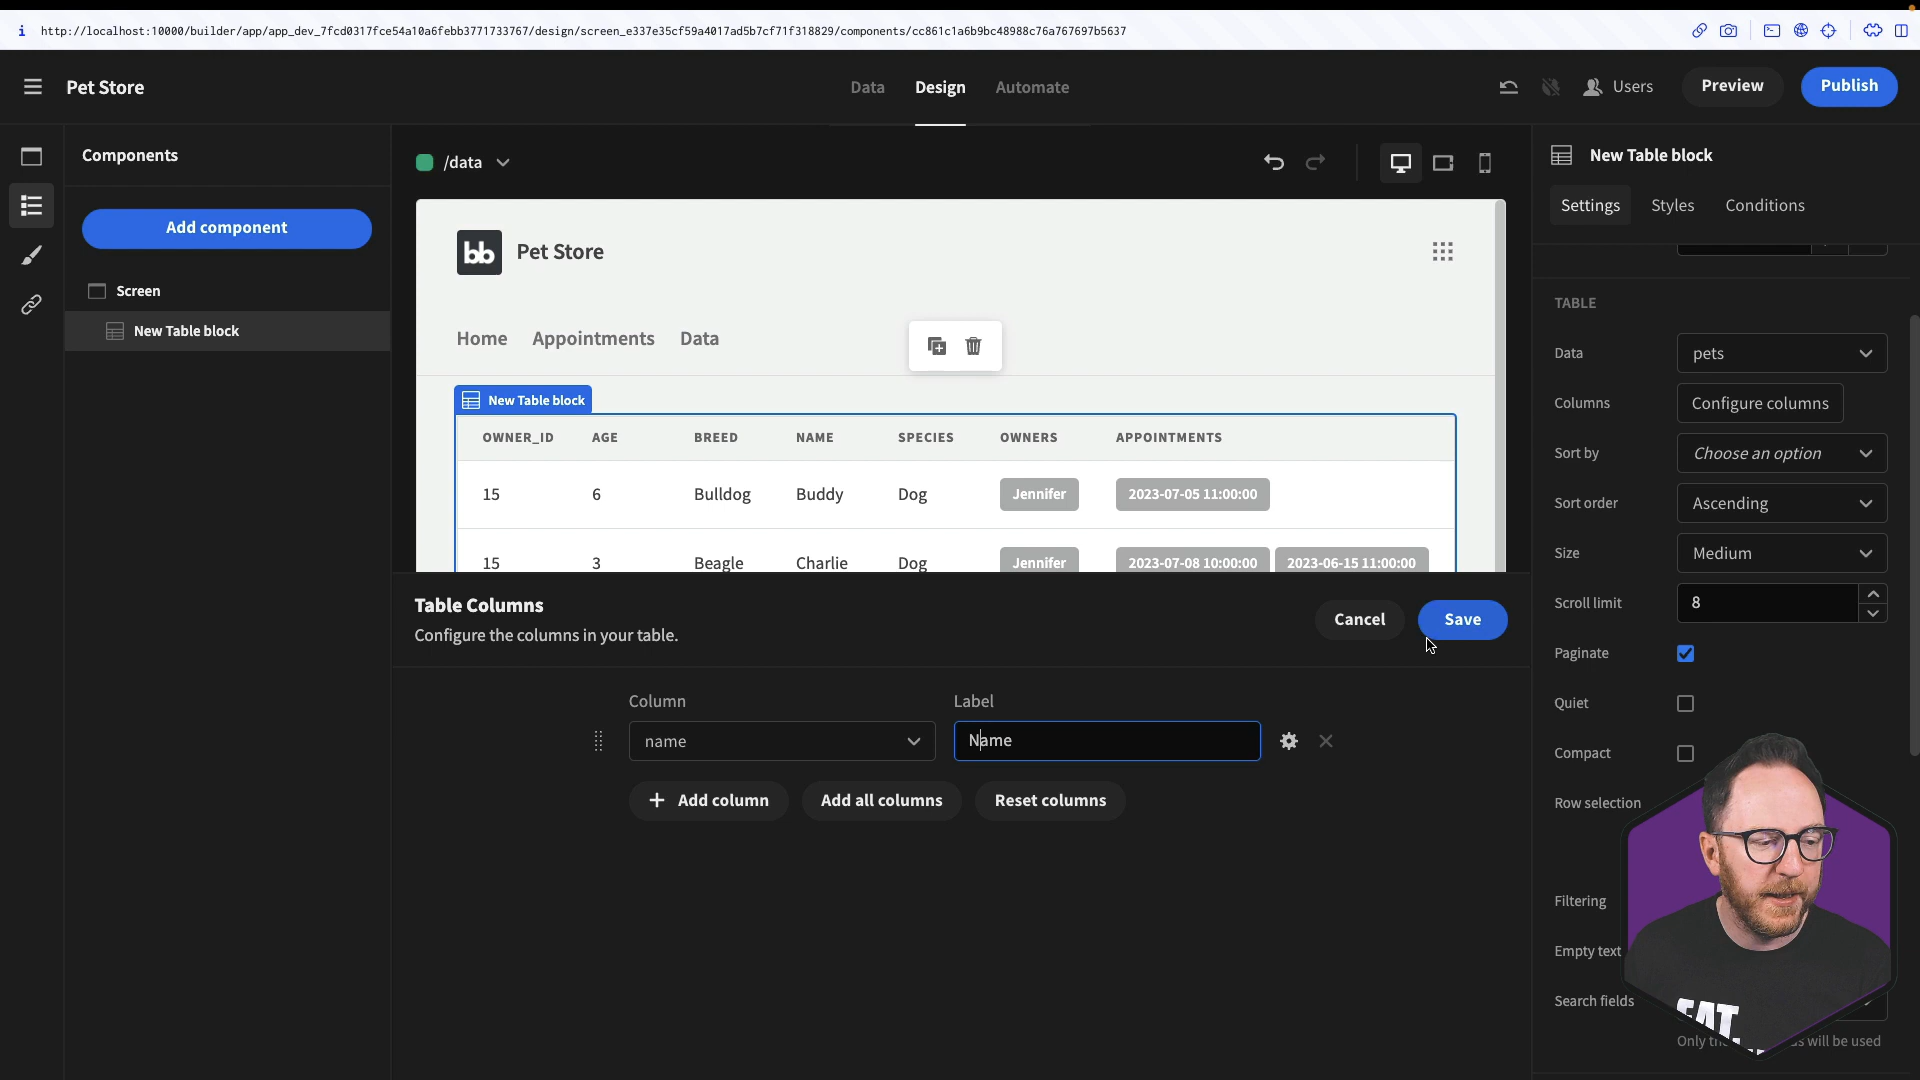 http://localhost:10000/builder/app/app_dev_7fcd0317fce54a10a6febb3771733767/design/screen_e337e35cf59a4017ad5b7cf71f318829/components/cc861c1a6b9bc48988c76a767697b5637
Pet Store
Data
Design
Automate
Users
Preview
Publish
Components
Add component
Screen
New Table block
/data
bb
Pet Store
Home
Appointments
Data
New Table block
OWNER_ID AGE BREED NAME SPECIES OWNERS APPOINTMENTS
15 6 Bulldog Buddy Dog Jennifer 2023-07-05 11:00:00
15 3 Beagle Charlie Dog Jennifer 2023-07-08 10:00:00 2023-06-15 11:00:00
Table Columns
Configure the columns in your table.
Cancel
Save
Column
Label
name
Name
Add column
Add all columns
Reset columns
New Table block
Settings
Styles
Conditions
TABLE
Data pets
Columns Configure columns
Sort by Choose an option
Sort order Ascending
Size Medium
Scroll limit 8
Paginate
Quiet
Compact
Row selection
Filtering
Empty text
Search fields
will be used
EAT